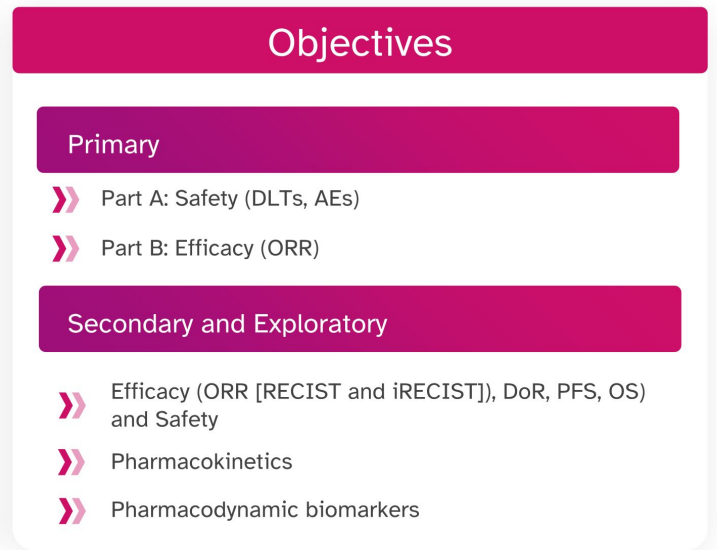 Objectives
Primary
Part A: Safety (DLTs, AEs)
Part B: Efficacy (ORR)
Secondary and Exploratory
Efficacy (ORR [RECIST and iRECIST]), DoR, PFS, OS)
and Safety
Pharmacokinetics
Pharmacodynamic biomarkers